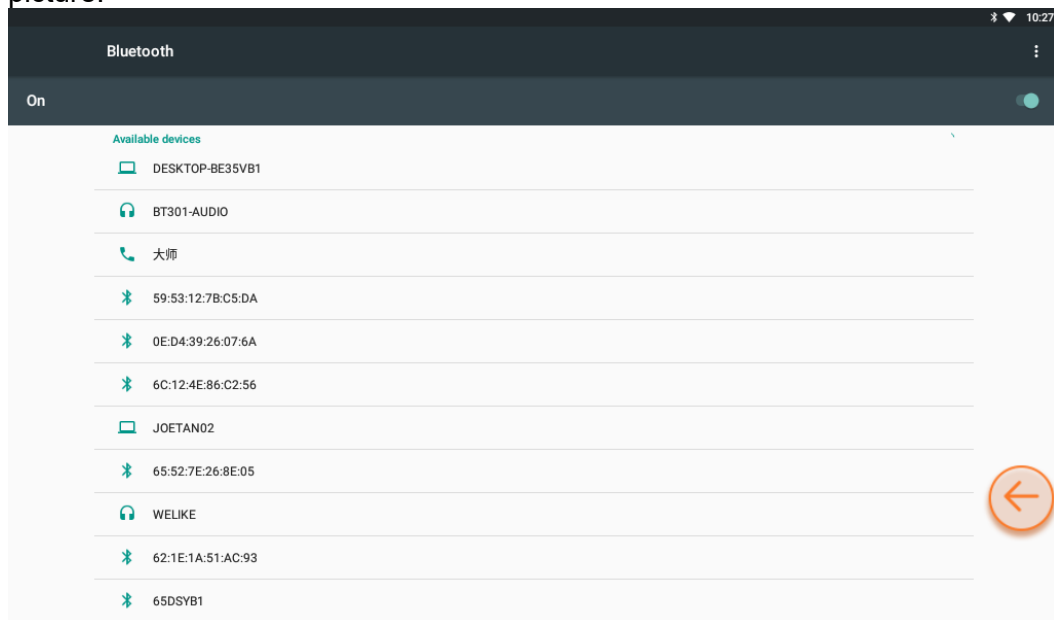 picture.
10:27
Bluetooth
On
Available devices
DESKTOP-BE35VB1
BT301-AUDIO
大师
59:53:12:7B:C5:DA
0E:D4:39:26:07:6A
6C:12:4E:86:C2:56
JOETAN02
65:52:7E:26:8E:05
WELIKE
62:1E:1A:51:AC:93
65DSYB1